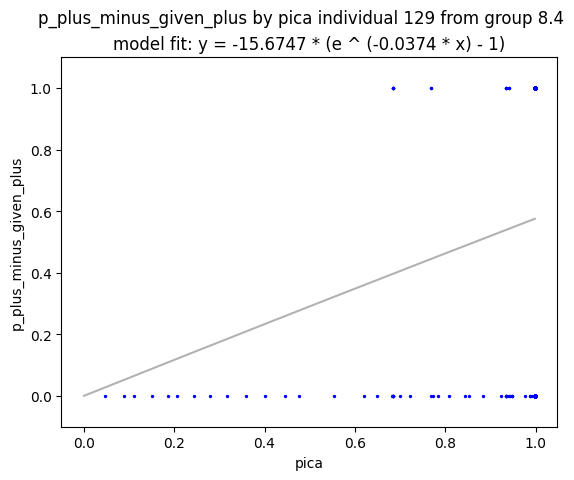 p_plus_minus_given_plus by pica individual 129 from group 8.4
model fit: y = -15.6747 * (e ^ (-0.0374 * x) - 1)
1.0
0.8
0.6
0.4
0.2
0.0
p_plus_minus_given_plus
0.0 0.2 0.4 0.6 0.8 1.0
pica